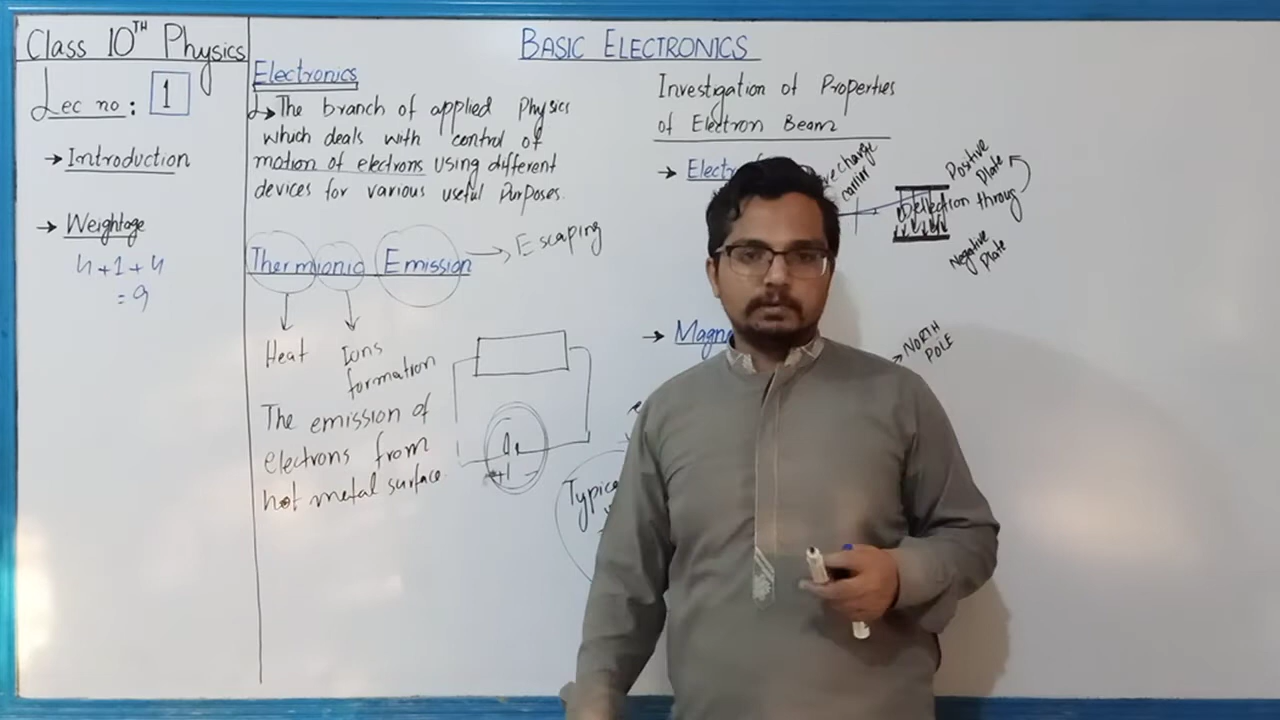 Class 10TH Physics
Lec no: 1
→ Introduction
→ Weightage
4+1+4
= 9
BASIC ELECTRONICS
Electronics
↳ The branch of applied Physics
which deals with control of
motion of electrons using different
devices for various useful Purposes.
Thermionic Emission → Escaping
Heat
Ions
formation
The emission of
electrons from
hot metal surface.
Investigation of Properties
of Electron Beam
→
carrier
Positive
Plate
Deflection throug
Negative
Plate
→
→ NORTH
POLE